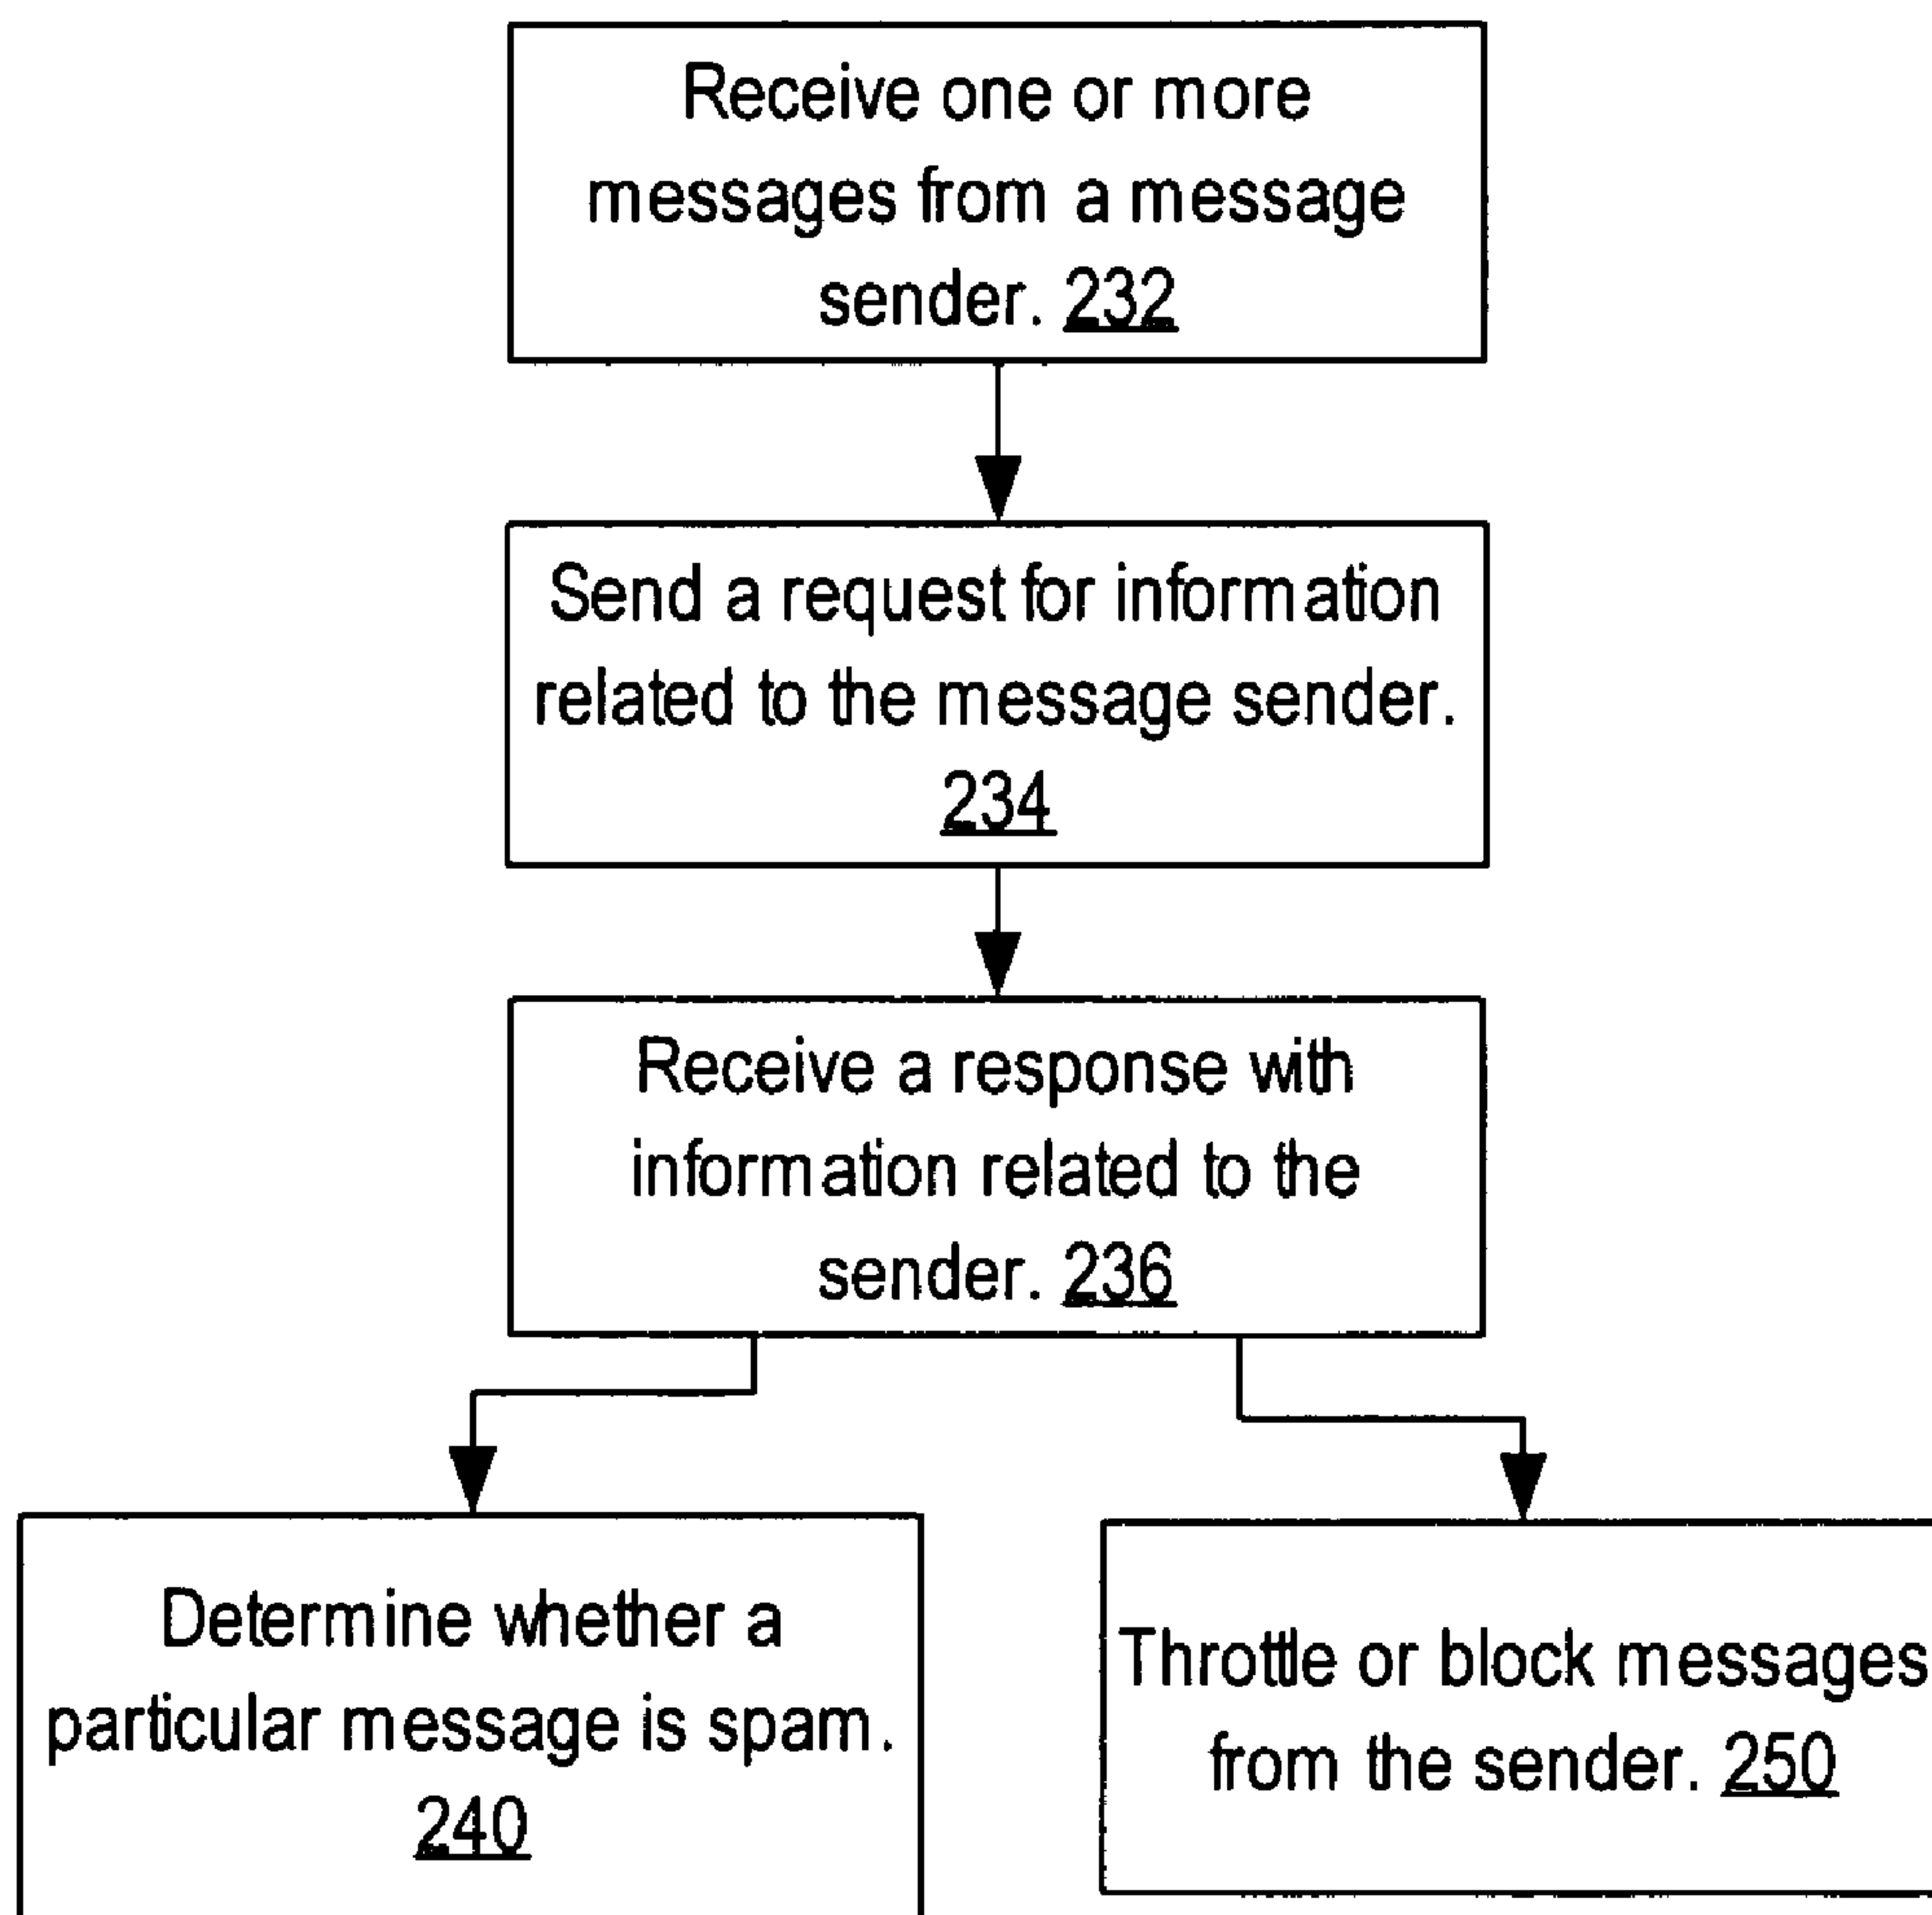 Receive one or more
messages from a message
sender. 232
Send a request for information
related to the message sender.
234
Receive a response with
information related to the
sender. 236
Determine whether a
particular message is spam.
240
Throttle or block messages
from the sender. 250